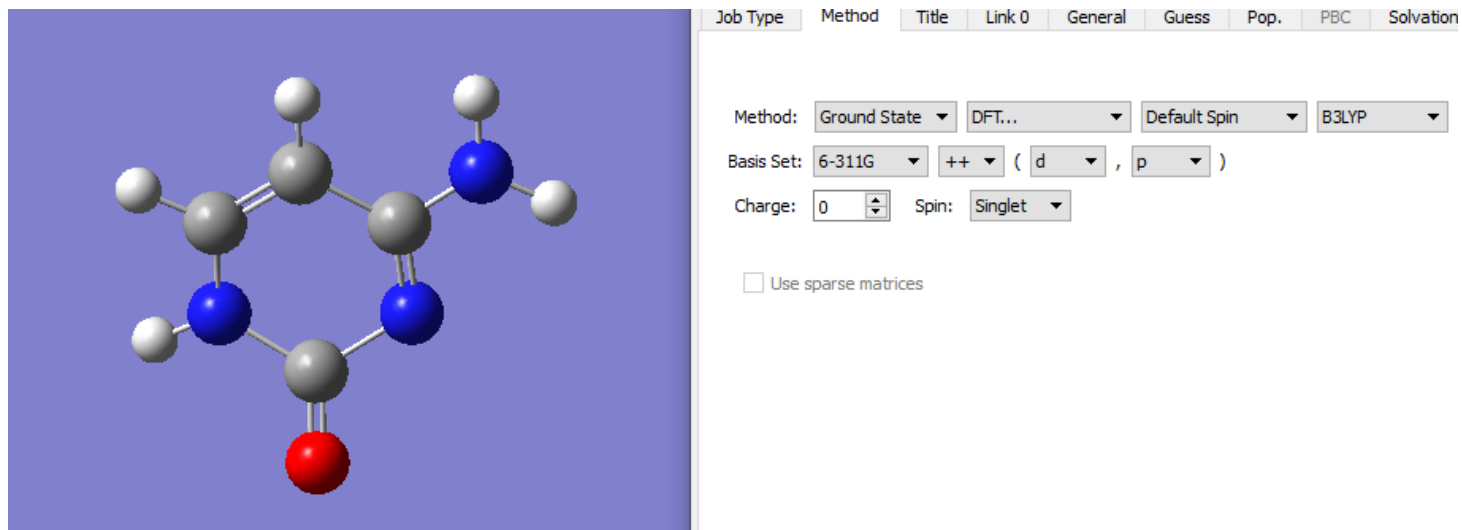 Job Type Method Title Link 0 General Guess Pop. PBC Solvation
Method: Ground State DFT... Default Spin B3LYP
Basis Set: 6-311G ++ ( d , p )
Charge: 0 Spin: Singlet
Use sparse matrices